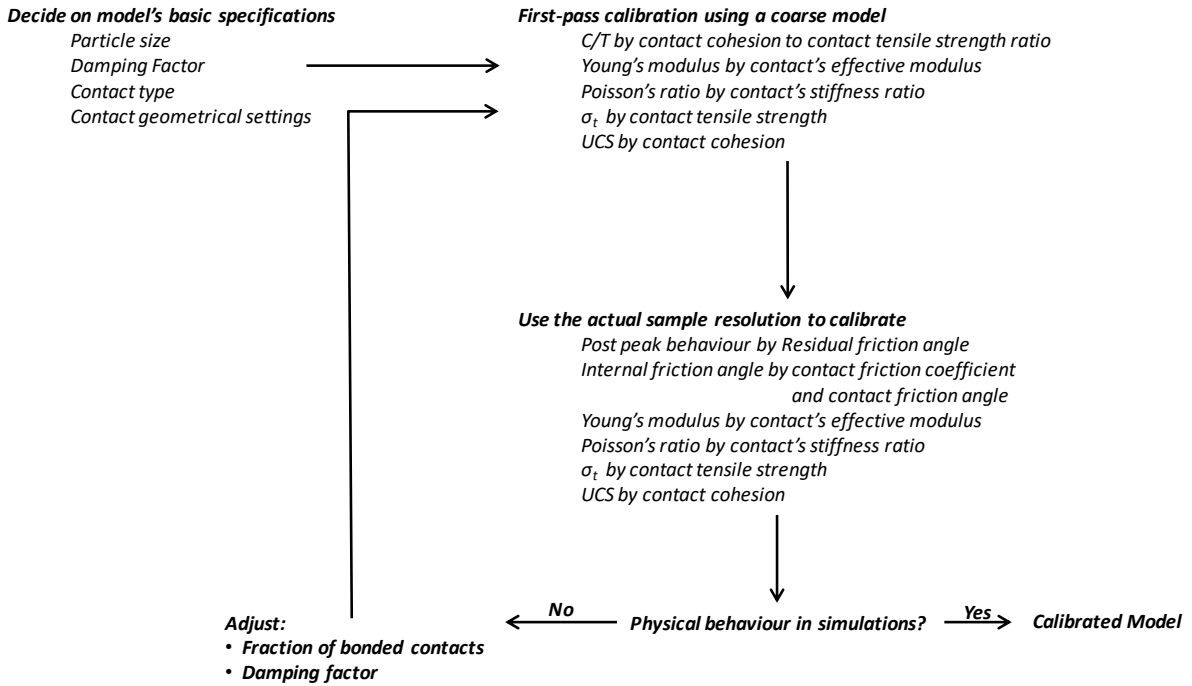 Decide on model's basic specifications
Particle size
Damping Factor
Contact type
Contact geometrical settings
First-pass calibration using a coarse model
C/T by contact cohesion to contact tensile strength ratio
Young's modulus by contact's effective modulus
Poisson's ratio by contact's stiffness ratio
σₜ by contact tensile strength
UCS by contact cohesion
Use the actual sample resolution to calibrate
Post peak behaviour by Residual friction angle
Internal friction angle by contact friction coefficient
and contact friction angle
Young's modulus by contact's effective modulus
Poisson's ratio by contact's stiffness ratio
σₜ by contact tensile strength
UCS by contact cohesion
Physical behaviour in simulations?
Yes
Calibrated Model
No
Adjust:
• Fraction of bonded contacts
• Damping factor